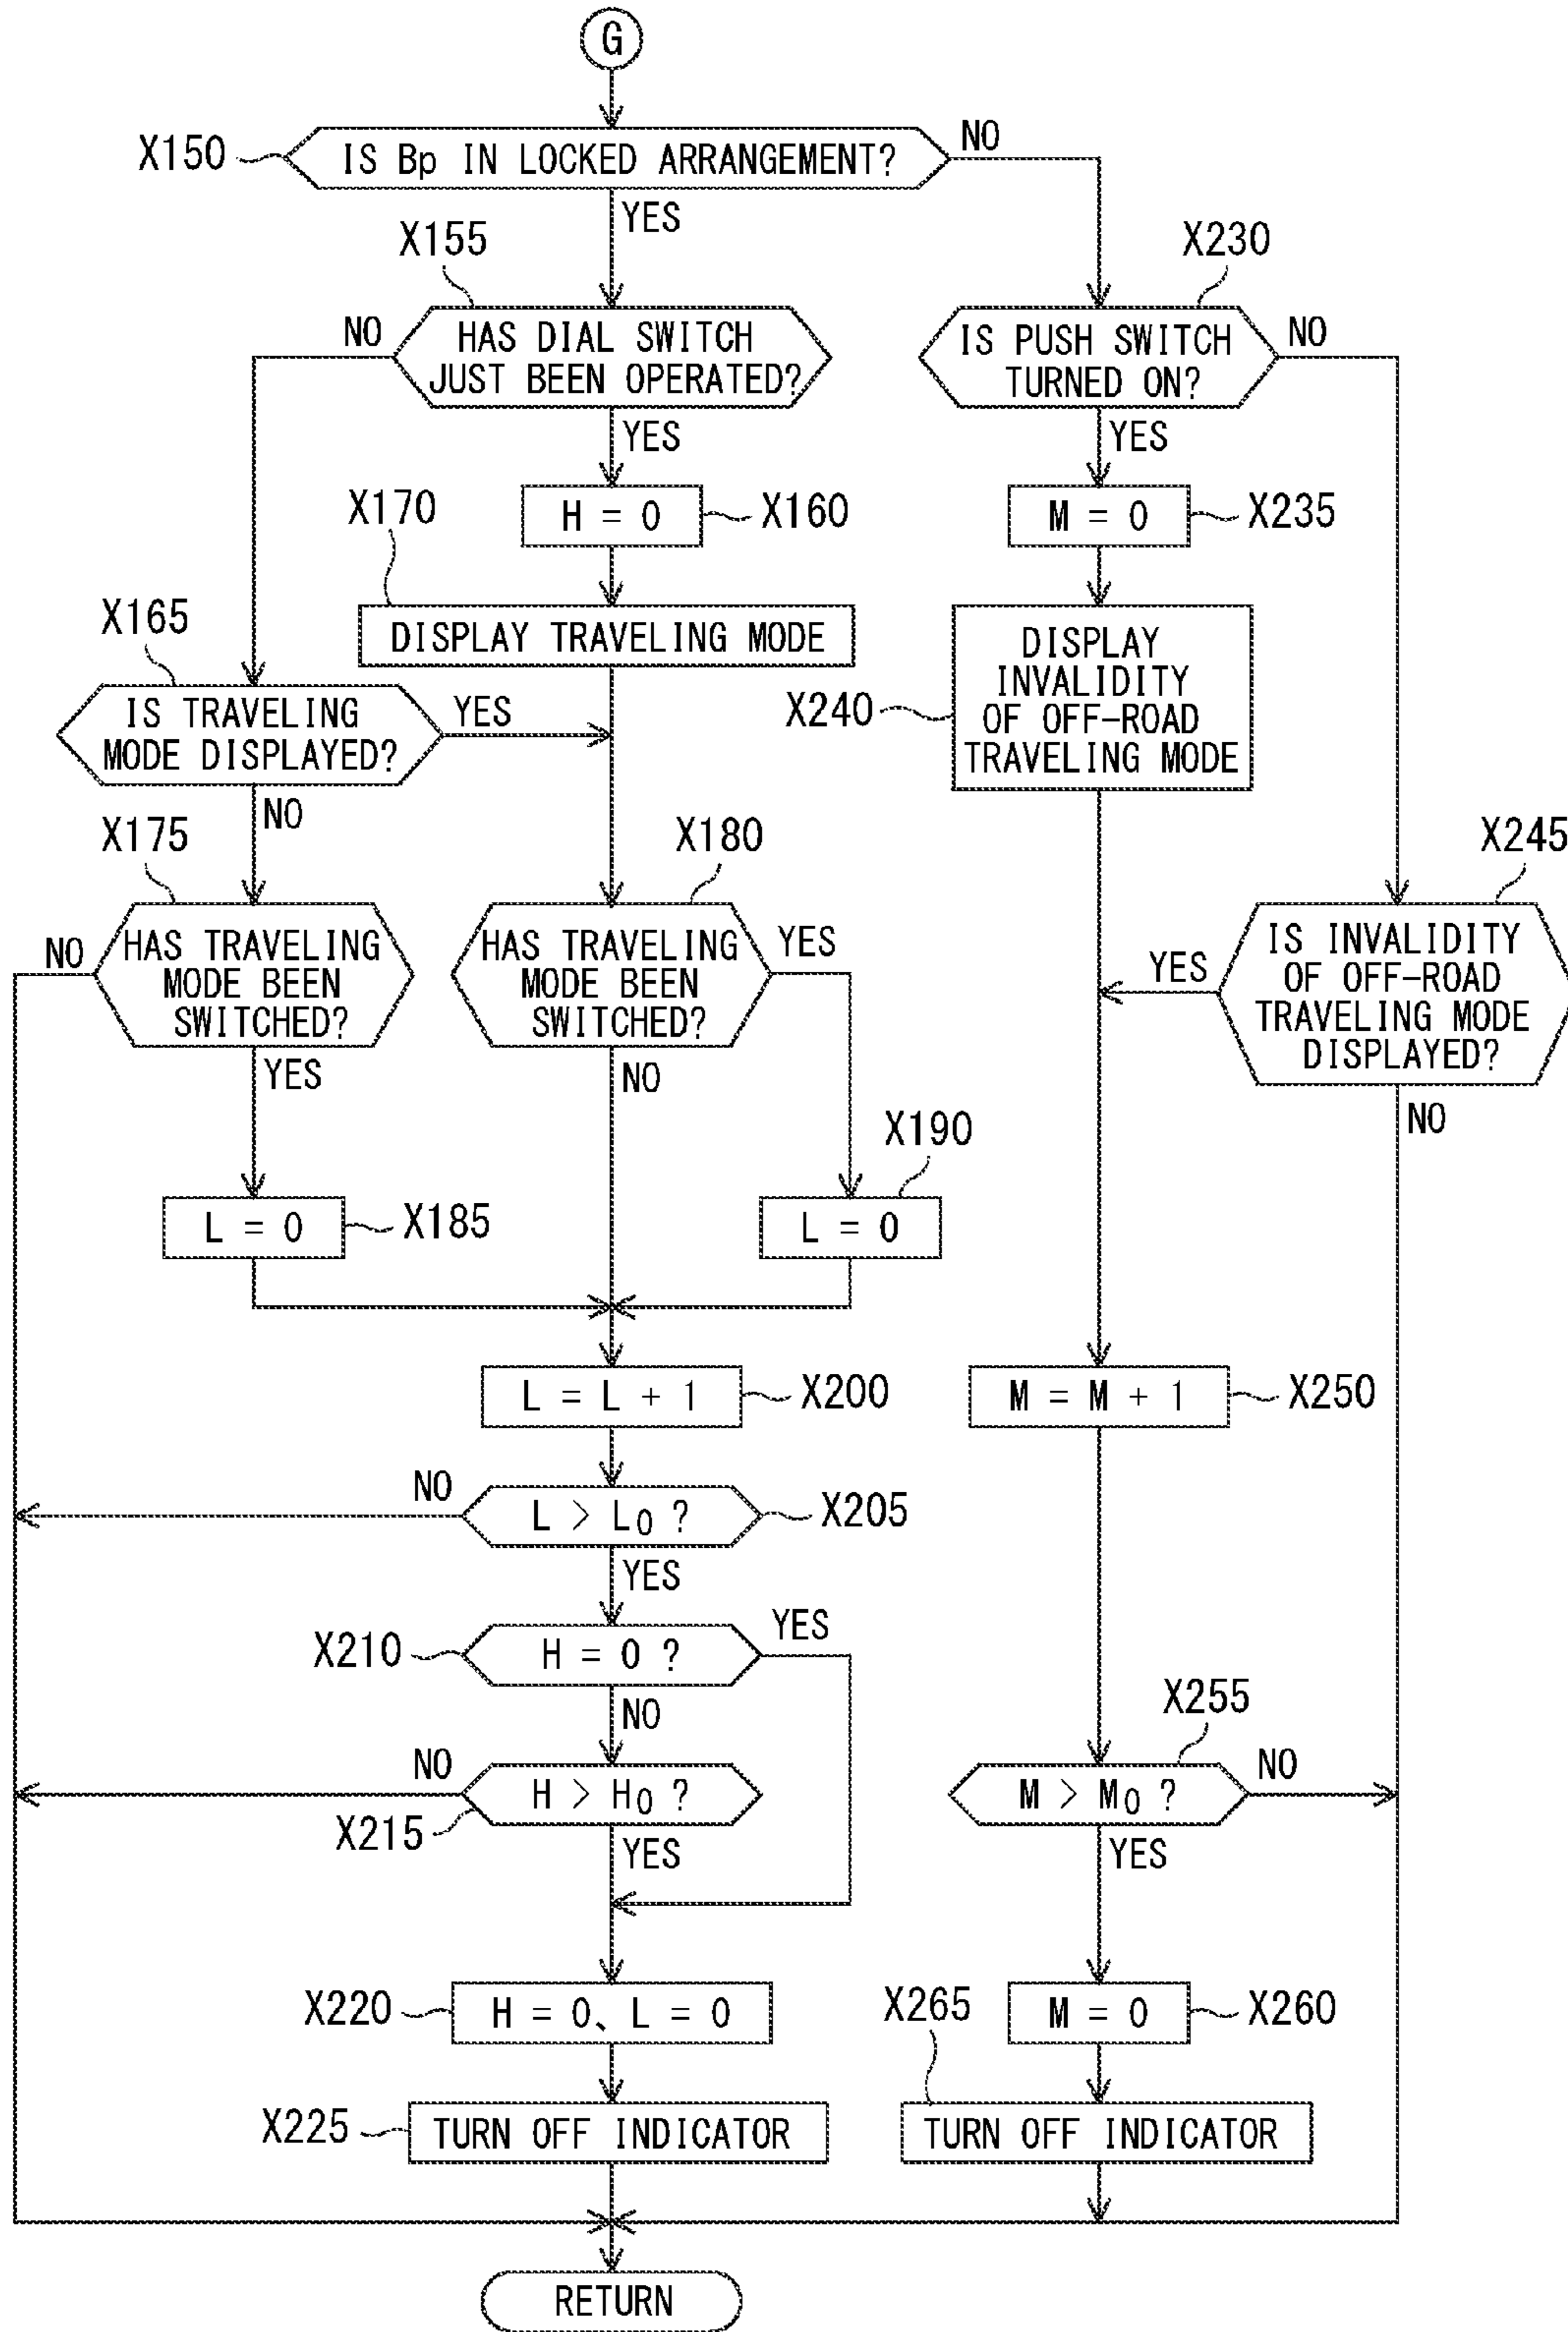 G
X150
IS Bp IN LOCKED ARRANGEMENT?
NO
YES
X155
X230
NO
HAS DIAL SWITCH
JUST BEEN OPERATED?
IS PUSH SWITCH
TURNED ON?
NO
YES
YES
X170
H = 0
X160
M = 0
X235
X165
DISPLAY TRAVELING MODE
DISPLAY
INVALIDITY
OF OFF-ROAD
TRAVELING MODE
X240
IS TRAVELING
MODE DISPLAYED?
YES
NO
X175
X180
X245
NO
HAS TRAVELING
MODE BEEN
SWITCHED?
HAS TRAVELING
MODE BEEN
SWITCHED?
YES
YES
IS INVALIDITY
OF OFF-ROAD
TRAVELING MODE
DISPLAYED?
YES
NO
NO
X190
L = 0
X185
L = 0
L = L + 1
X200
M = M + 1
X250
NO
L > L0 ?
X205
YES
X210
H = 0 ?
YES
NO
X255
NO
H > H0 ?
X215
YES
M > M0 ?
NO
YES
X220
H = 0、L = 0
X265
M = 0
X260
X225
TURN OFF INDICATOR
TURN OFF INDICATOR
RETURN